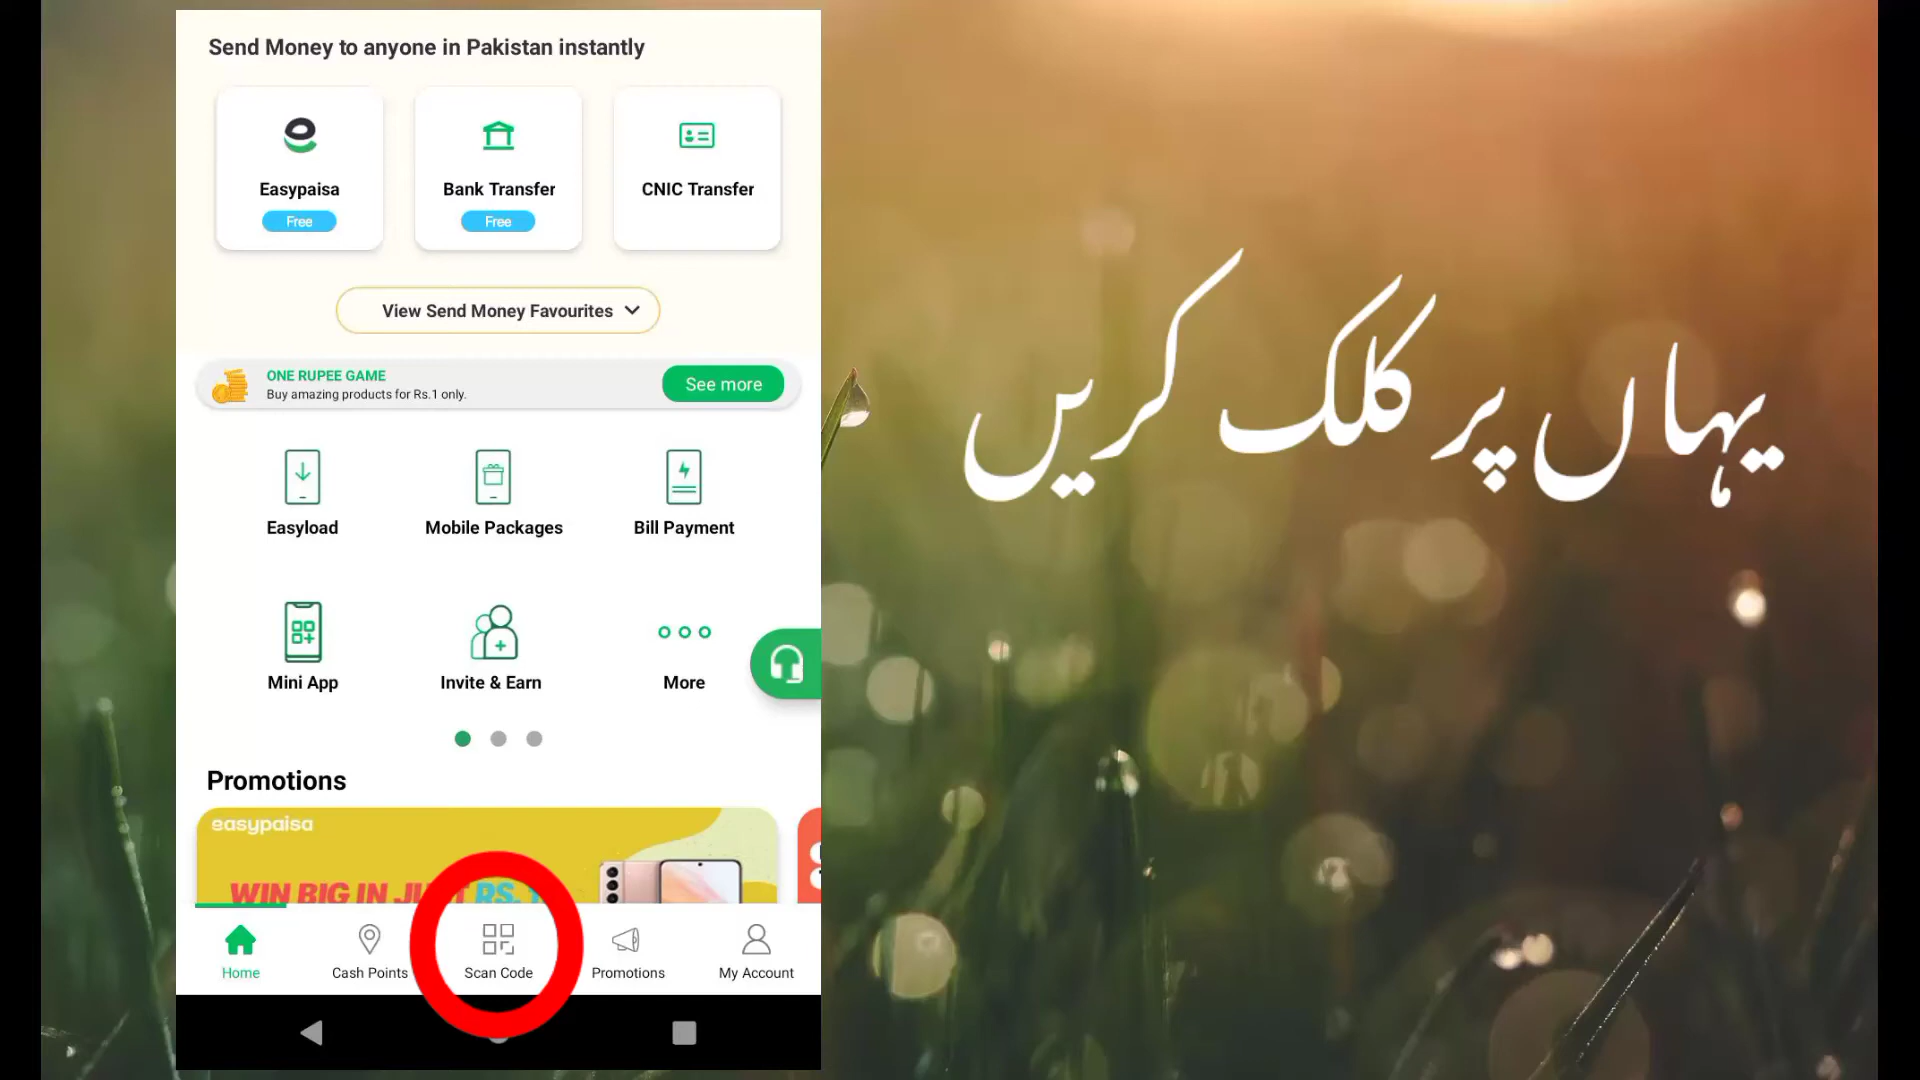 Send Money to anyone in Pakistan instantly
Easypaisa
Free
Bank Transfer
Free
CNIC Transfer
View Send Money Favourites
ONE RUPEE GAME
Buy amazing products for Rs.1 only.
See more
Easyload
Mobile Packages
Bill Payment
Mini App
Invite & Earn
More
Promotions
easypaisa
WIN BIG IN JUST RS. 1
Home
Cash Points
Scan Code
Promotions
My Account
یہاں پر کلک کریں